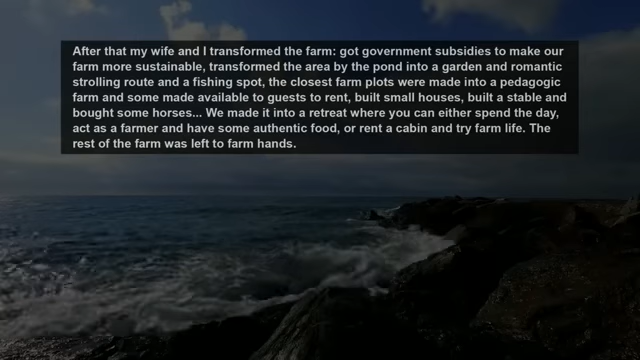 After that my wife and I transformed the farm: got government subsidies to make our
farm more sustainable, transformed the area by the pond into a garden and romantic
strolling route and a fishing spot, the closest farm plots were made into a pedagogic
farm and some made available to guests to rent, built small houses, built a stable and
bought some horses... We made it into a retreat where you can either spend the day,
act as a farmer and have some authentic food, or rent a cabin and try farm life. The
rest of the farm was left to farm hands.